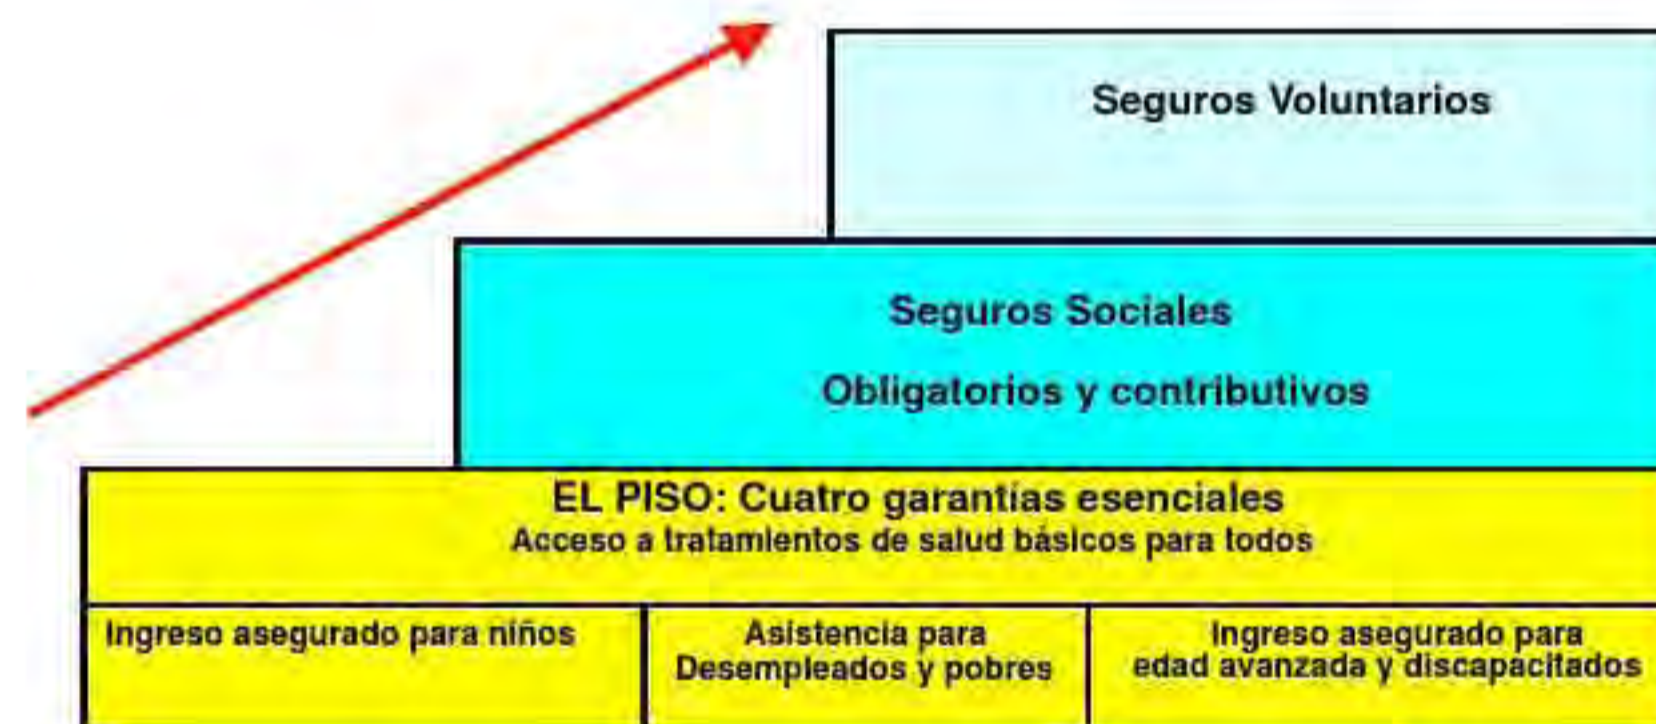 Seguros Voluntarios
Seguros Sociales
Obligatorios y contributivos
EL PISO: Cuatro garantías esenciales
Acceso a tratamientos de salud básicos para todos
Ingreso asegurado para niños
Asistencia para
Desempleados y pobres
Ingreso asegurado para
edad avanzada y discapacitados